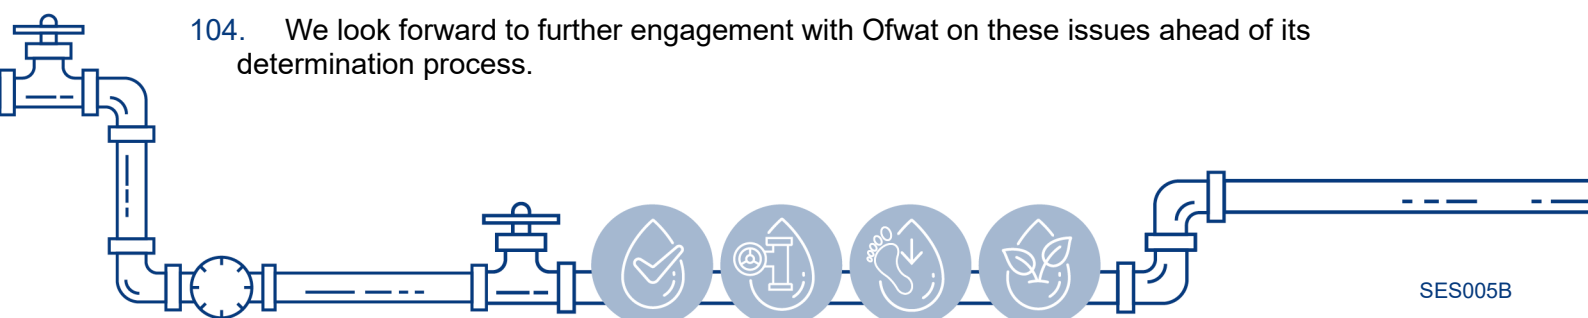 104. We look forward to further engagement with Ofwat on these issues ahead of its
determination process.
SES005B